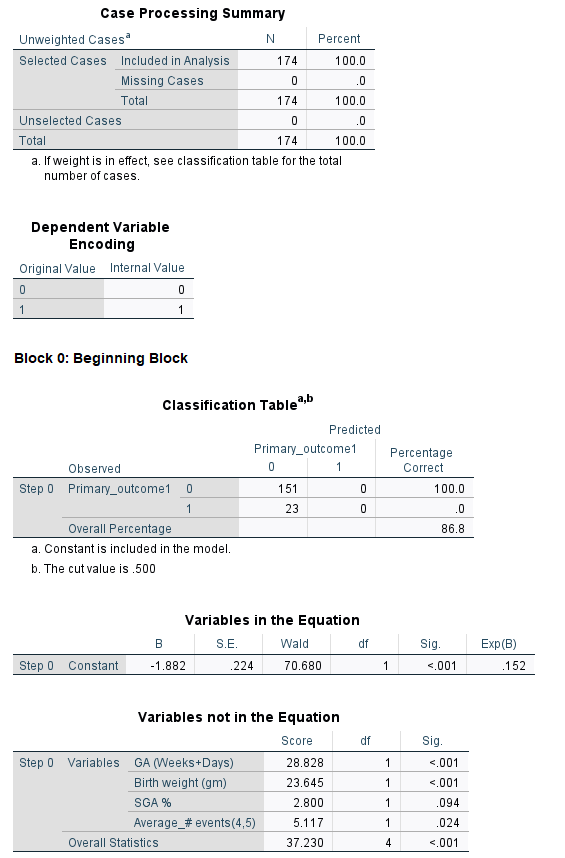 Case Processing Summary
Unweighted Casesa N Percent
Selected Cases Included in Analysis 174 100.0
Missing Cases 0 .0
Total 174 100.0
Unselected Cases 0 .0
Total 174 100.0
a. If weight is in effect, see classification table for the total
number of cases.
Dependent Variable
Encoding
Original Value Internal Value
0 0
1 1
Block 0: Beginning Block
Classification Tablea,b
Predicted
Primary_outcome1 Percentage
Observed 0 1 Correct
Step 0 Primary_outcome1 0 151 0 100.0
1 23 0 .0
Overall Percentage 86.8
a. Constant is included in the model.
b. The cut value is .500
Variables in the Equation
B S.E. Wald df Sig. Exp(B)
Step 0 Constant -1.882 .224 70.680 1 <.001 .152
Variables not in the Equation
Score df Sig.
Step 0 Variables GA (Weeks+Days) 28.828 1 <.001
Birth weight (gm) 23.645 1 <.001
SGA % 2.800 1 .094
Average_# events(4,5) 5.117 1 .024
Overall Statistics 37.230 4 <.001